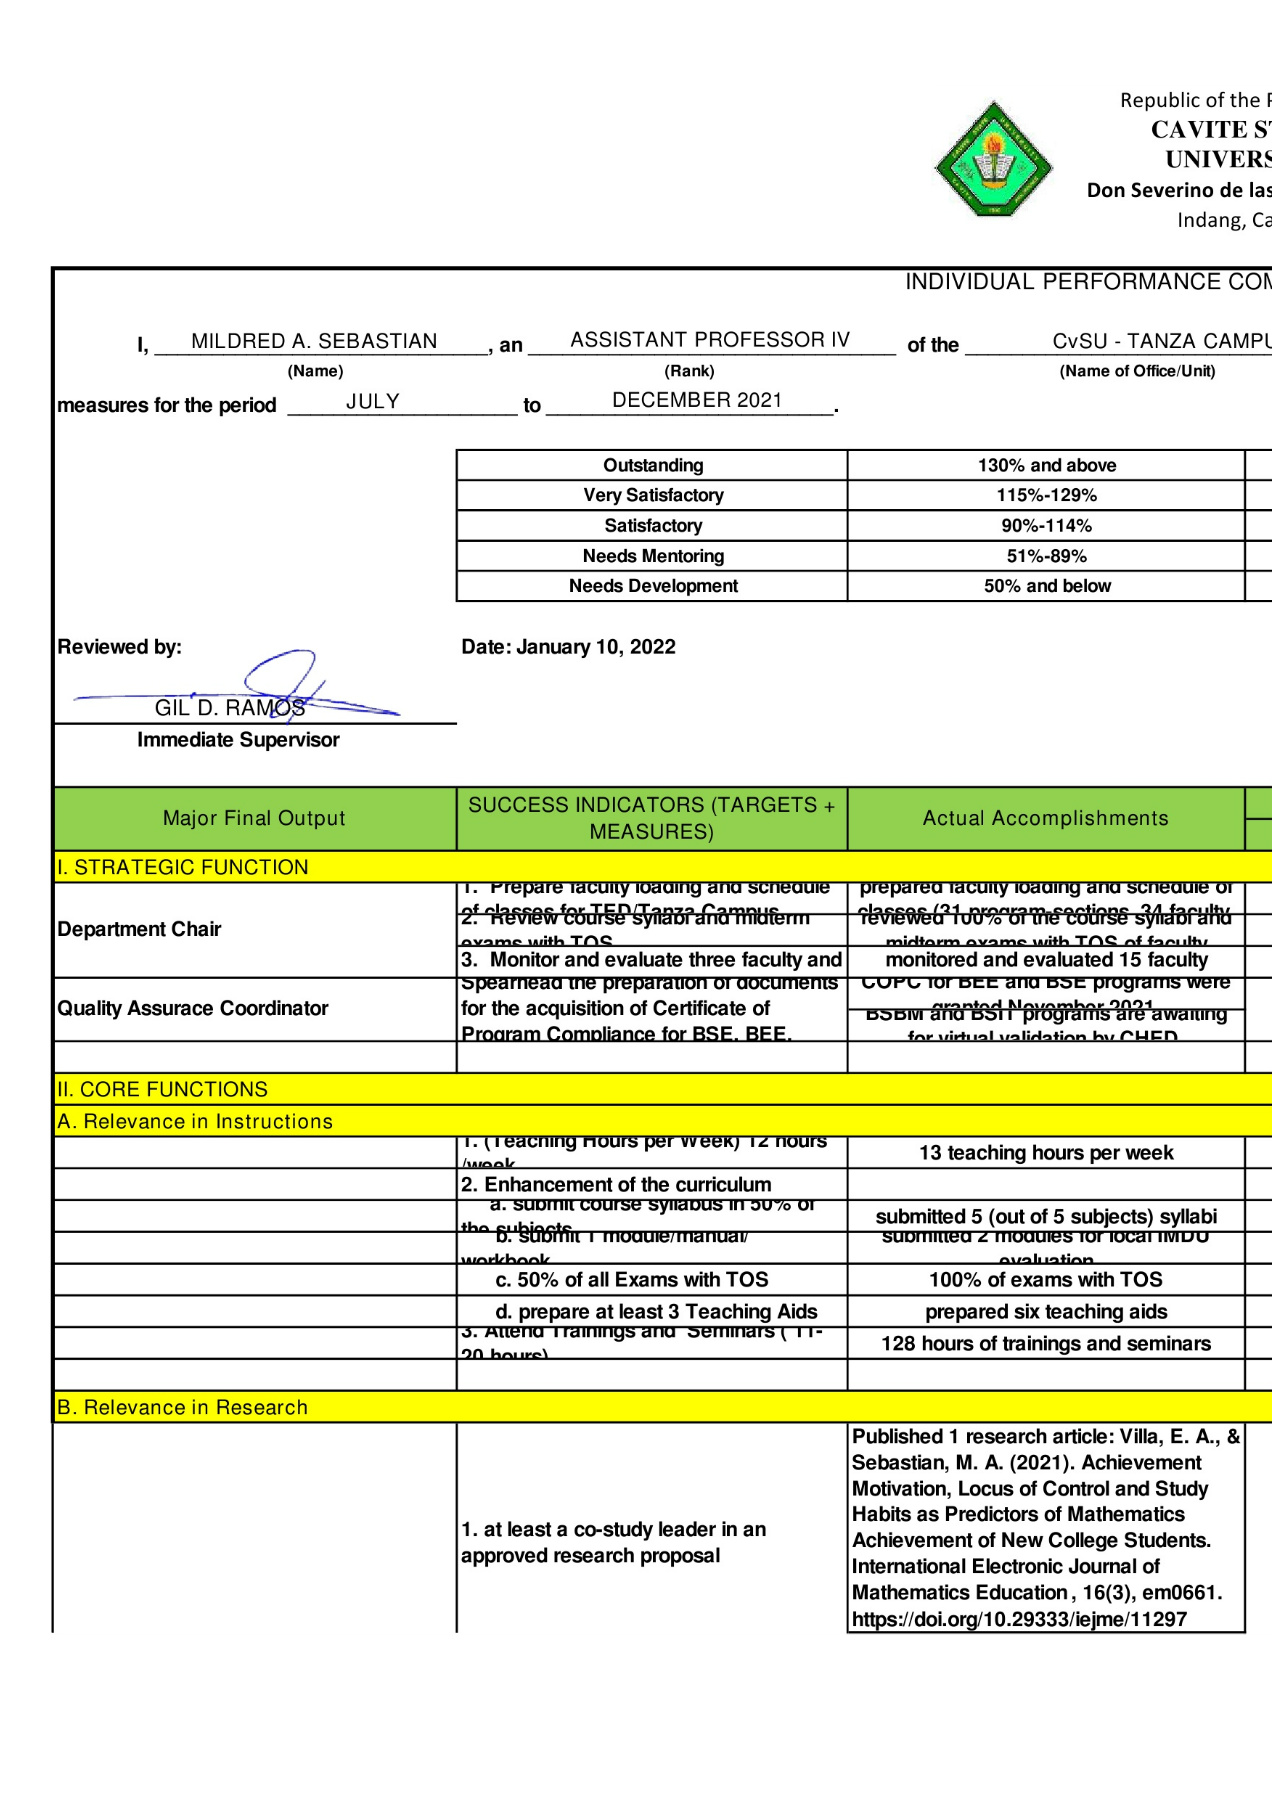 Republic of the
CAVITE
UNIVERS
Don Severino de las
Indang, Ca
INDIVIDUAL PERFORMANCE COM
I, MILDRED A. SEBASTIAN, an ASSISTANT PROFESSOR IV of the CvSU - TANZA CAMPU
(Name) (Rank) (Name of Office/Unit)
measures for the period JULY to DECEMBER 2021.
Outstanding 130% and above
Very Satisfactory 115%-129%
Satisfactory 90%-114%
Needs Mentoring 51%-89%
Needs Development 50% and below
Reviewed by: Date: January 10, 2022
GIL D. RAMOS
Immediate Supervisor
Major Final Output
SUCCESS INDICATORS (TARGETS +
MEASURES)
Actual Accomplishments
I. STRATEGIC FUNCTION
Department Chair
1. Prepare faculty loading and schedule
of classes for TED/Tanza Campus
prepared faculty loading and schedule of
classes (31 program-sections, 34 faculty
2. Review course syllabi and midterm
exams with TOS
reviewed 100% of the course syllabi and
midterm exams with TOS of faculty
3. Monitor and evaluate three faculty and
monitored and evaluated 15 faculty
Quality Assurace Coordinator
Spearhead the preparation of documents
for the acquisition of Certificate of
Program Compliance for BSE, BEE,
COPC for BEE and BSE programs were
granted November 2021
BSBM and BSIT programs are awaiting
for virtual validation by CHED
II. CORE FUNCTIONS
A. Relevance in Instructions
1. (Teaching Hours per Week) 12 hours
/week
13 teaching hours per week
2. Enhancement of the curriculum
a. submit course syllabus in 50% of
the subjects
submitted 5 (out of 5 subjects) syllabi
b. submit 1 module/manual/
workbook
submitted 2 modules for local IMDU
evaluation
c. 50% of all Exams with TOS
100% of exams with TOS
d. prepare at least 3 Teaching Aids
prepared six teaching aids
3. Attend Trainings and Seminars ( 11-
20 hours)
128 hours of trainings and seminars
B. Relevance in Research
1. at least a co-study leader in an
approved research proposal
Published 1 research article: Villa, E. A., &
Sebastian, M. A. (2021). Achievement
Motivation, Locus of Control and Study
Habits as Predictors of Mathematics
Achievement of New College Students.
International Electronic Journal of
Mathematics Education, 16(3), em0661.
https://doi.org/10.29333/iejme/11297